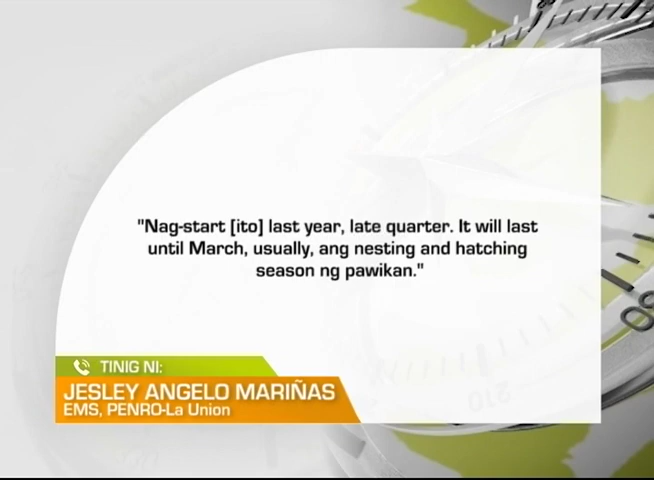 "Nag-start [ito] last year, late quarter. It will last
until March, usually, ang nesting and hatching
season ng pawikan."
TINIG NI:
JESLEY ANGELO MARIÑAS
EMS, PENRO-La Union
210